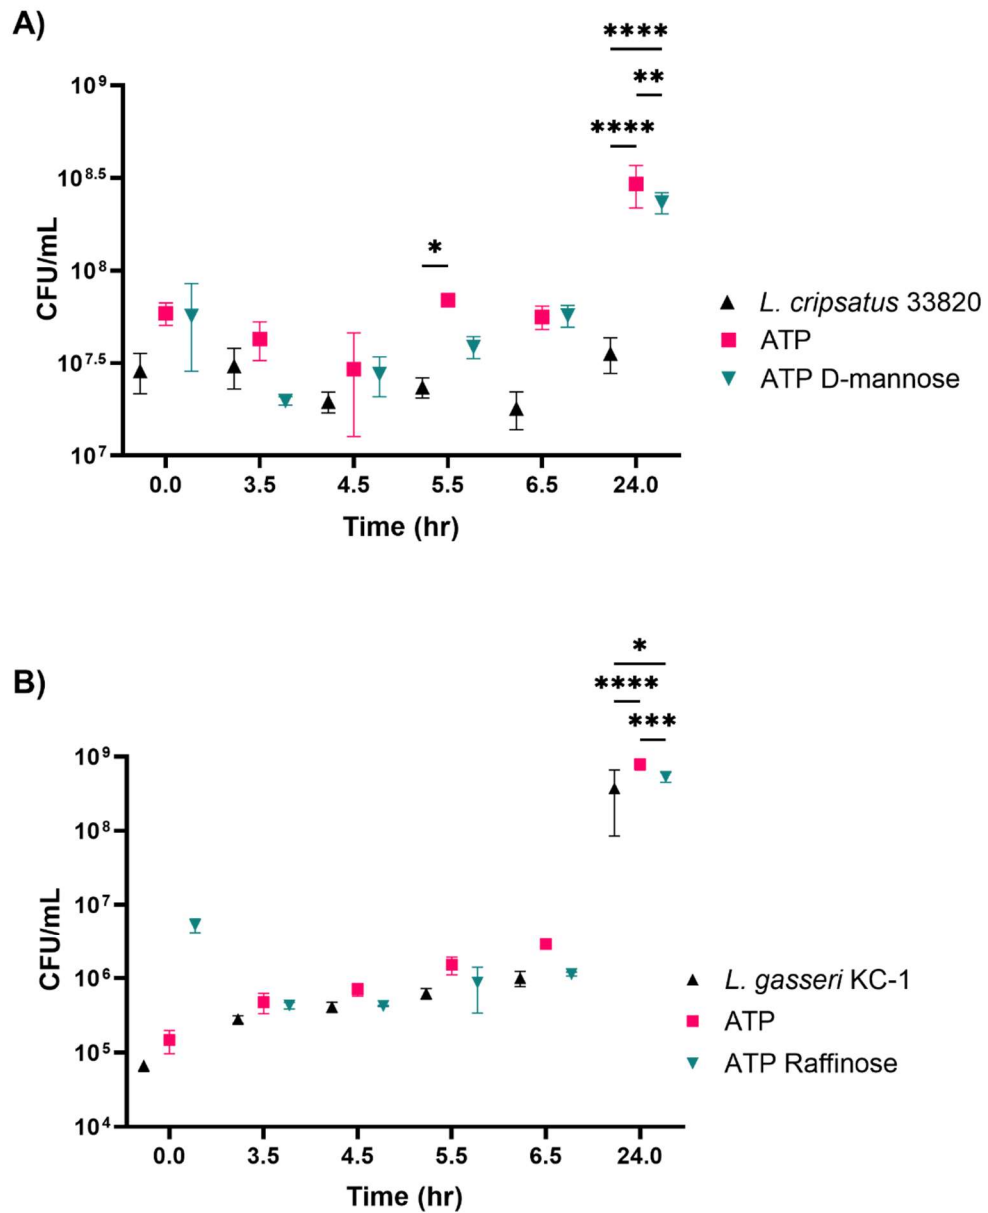 A)
****
**
****
*
10^9
10^8.5
10^8
10^7.5
10^7
CFU/mL
0.0 3.5 4.5 5.5 6.5 24.0
Time (hr)
L. cripsatus 33820
ATP
ATP D-mannose
B)
*
****
***
10^9
10^8
10^7
10^6
10^5
10^4
CFU/mL
0.0 3.5 4.5 5.5 6.5 24.0
Time (hr)
L. gasseri KC-1
ATP
ATP Raffinose